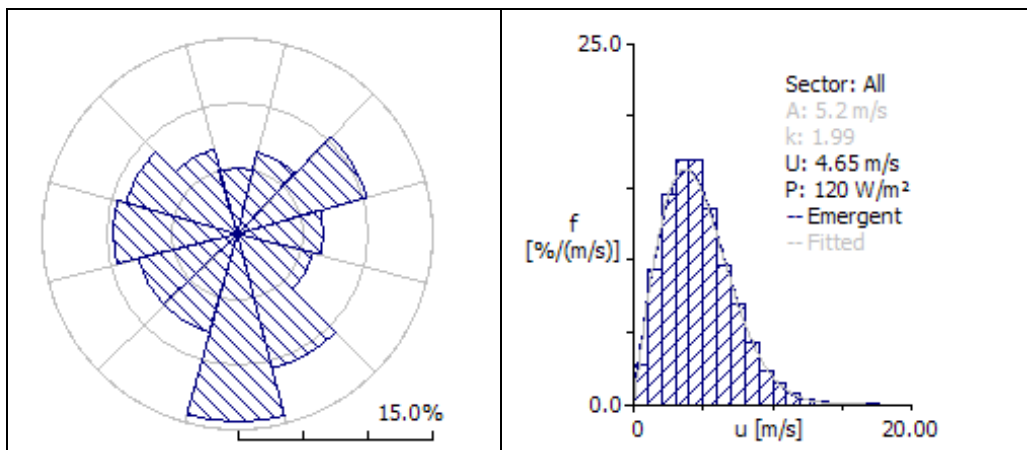 15.0%
25.0
f
[%/(m/s)]
0.0
0
u [m/s]
20.00
Sector: All
A: 5.2 m/s
k: 1.99
U: 4.65 m/s
P: 120 W/m²
-- Emergent
-- Fitted